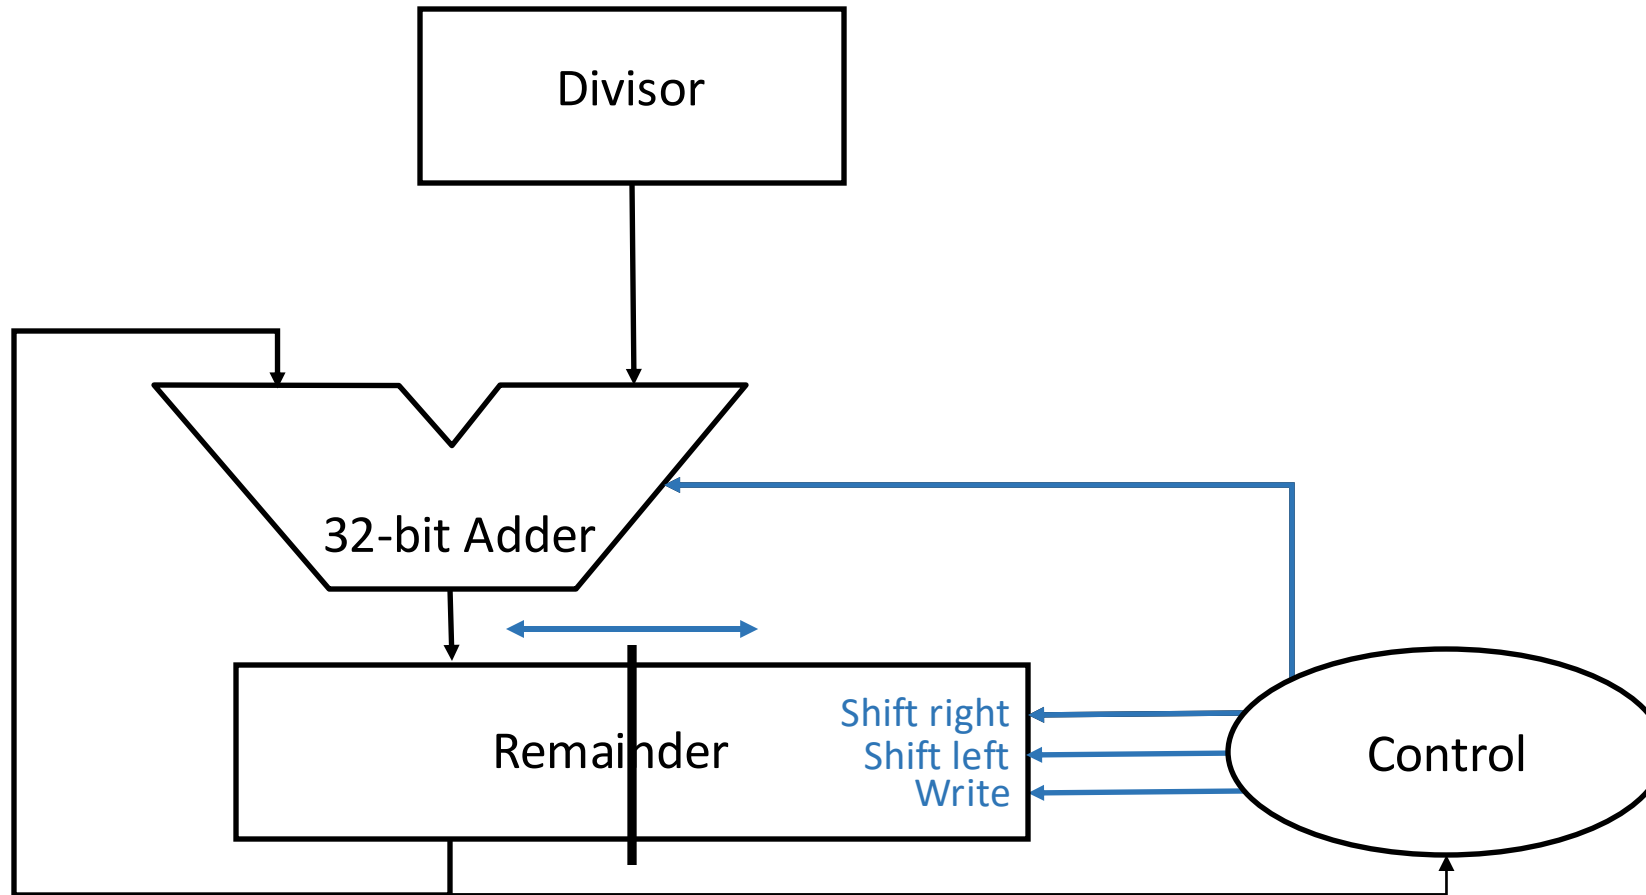 Divisor
32-bit Adder
Remainder
Shift right
Shift left
Write
Control